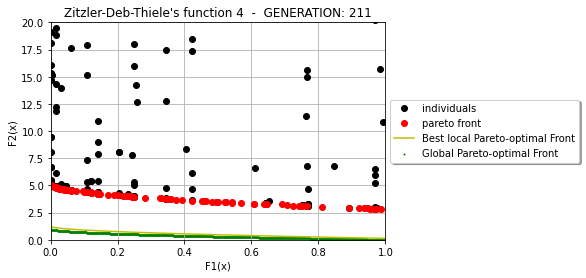 Zitzler-Deb-Thiele's function 4 - GENERATION: 211
20.0
17.5
15.0
12.5
10.0
7.5
5.0
2.5
0.0
F2(x)
0.0 0.2 0.4 0.6 0.8 1.0
F1(x)
individuals
pareto front
Best local Pareto-optimal Front
Global Pareto-optimal Front